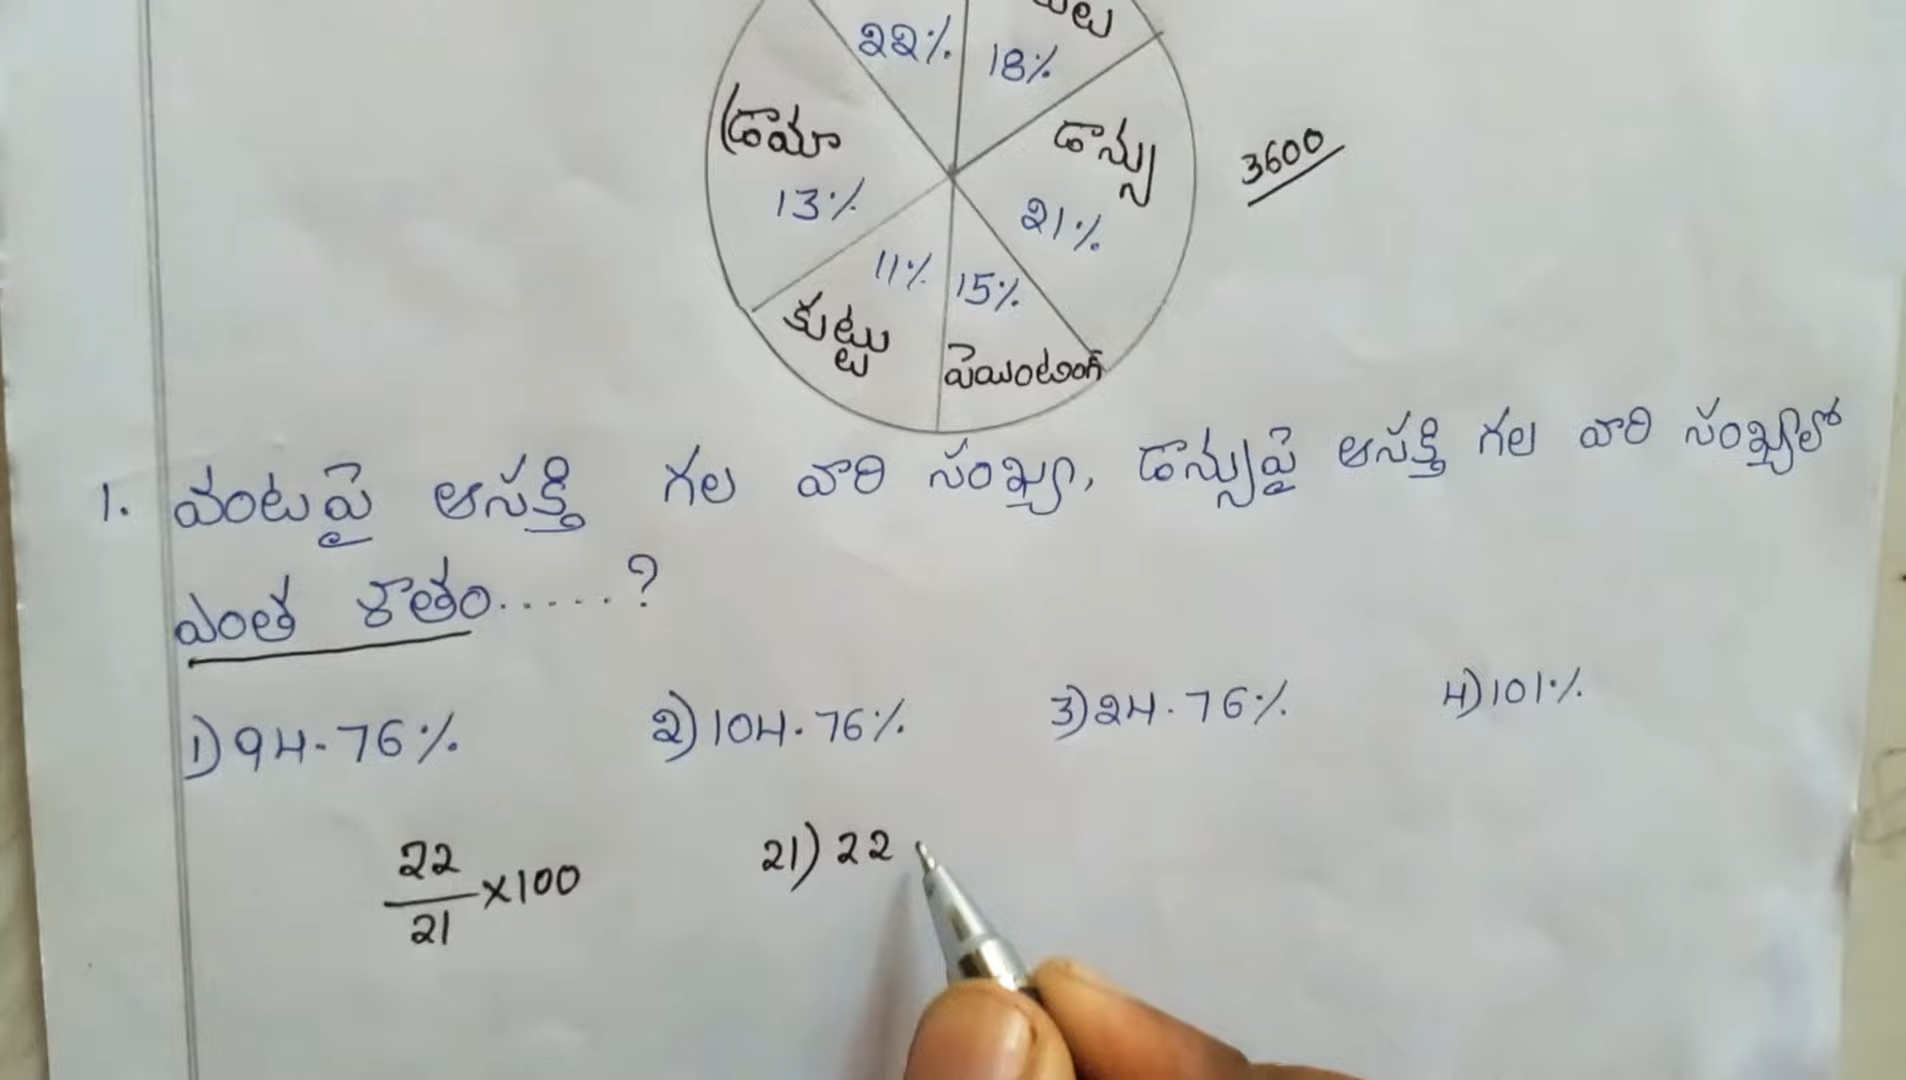 22%
18%
(డ్రామా
13%
డాన్సు
21%
3600
11%
15%
కుట్టు
పెయింటింగ్
1. వంటపై ఆసక్తి గల వారి సంఖ్య, డాన్సుపై ఆసక్తి గల వారి సంఖ్యలో
ఎంత శాతం.....?
1) 94.76% 2) 104.76% 3) 24.76% 4) 101%
22/21 ×100
21) 22